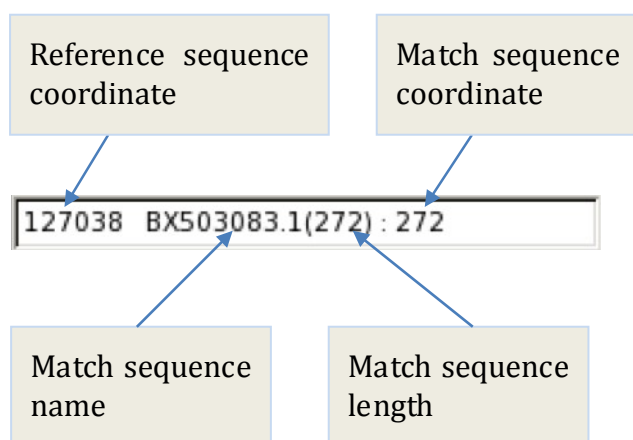 Reference sequence
coordinate
Match sequence
coordinate
127038 BX503083.1(272) : 272
Match sequence
name
Match sequence
length